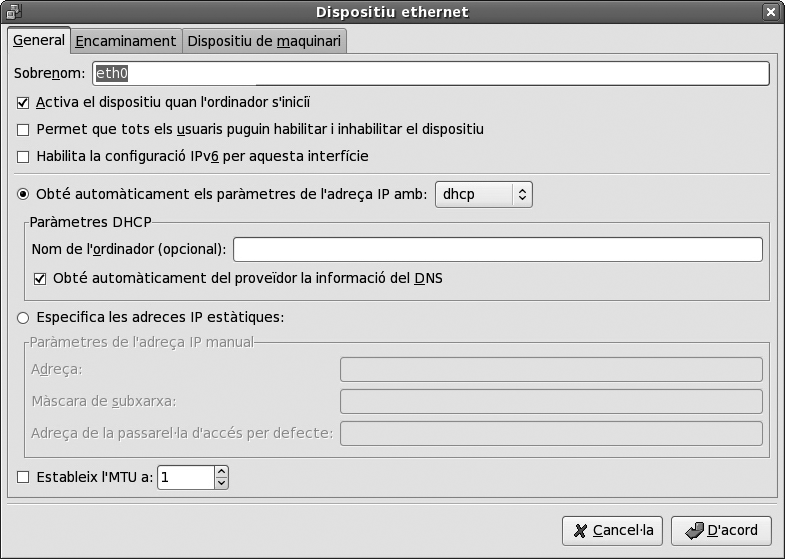 Dispositiu ethernet
General Encaminament Dispositiu de maquinari
Sobrenom: eth0
Activa el dispositiu quan l'ordinador s'iniciï
Permet que tots els usuaris puguin habilitar i inhabilitar el dispositiu
Habilita la configuració IPv6 per aquesta interfície
Obté automàticament els paràmetres de l'adreça IP amb: dhcp
Paràmetres DHCP
Nom de l'ordinador (opcional):
Obté automàticament del proveïdor la informació del DNS
Especifica les adreces IP estàtiques:
Paràmetres de l'adreça IP manual
Adreça:
Màscara de subxarxa:
Adreça de la passarel·la d'accés per defecte:
Estableix l'MTU a: 1
Cancel·la D'acord